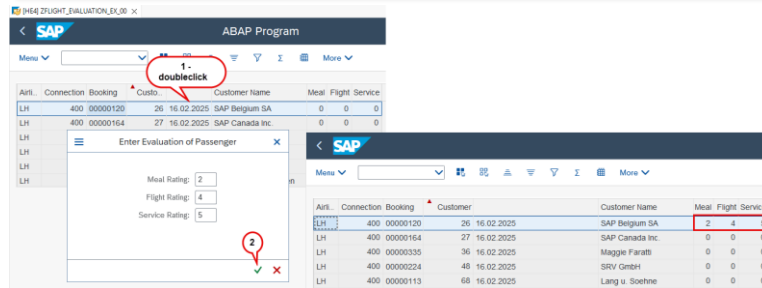 [HE4] ZFLIGHT_EVALUATION_EX_00
SAP
ABAP Program
Menu
More
1 -
doubleclick
Airli.. Connection Booking Custo... Customer Name Meal Flight Service
LH 400 00000120 26 16.02.2025 SAP Belgium SA 0 0 0
LH 400 00000164 27 16.02.2025 SAP Canada Inc. 0 0 0
LH
LH
LH
LH
Enter Evaluation of Passenger
Meal Rating: 2
Flight Rating: 4
Service Rating: 5
2
SAP
Menu
More
Airli.. Connection Booking Customer Customer Name Meal Flight Servic
LH 400 00000120 26 16.02.2025 SAP Belgium SA 2 4
LH 400 00000164 27 16.02.2025 SAP Canada Inc. 0 0
LH 400 00000335 36 16.02.2025 Maggie Faratti 0 0
LH 400 00000224 48 16.02.2025 SRV GmbH 0 0
LH 400 00000113 68 16.02.2025 Lang u. Soehne 0 0